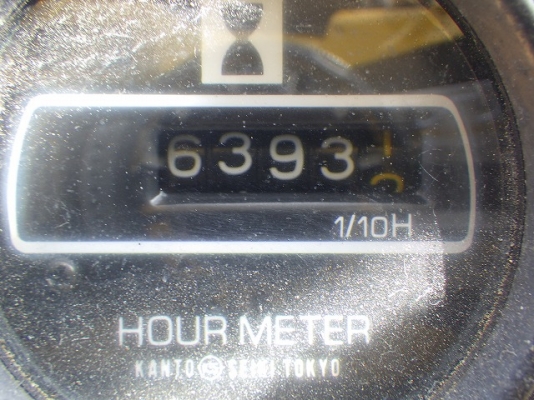 6393
1/10H
HOUR METER
KANTO SEIKI TOKYO